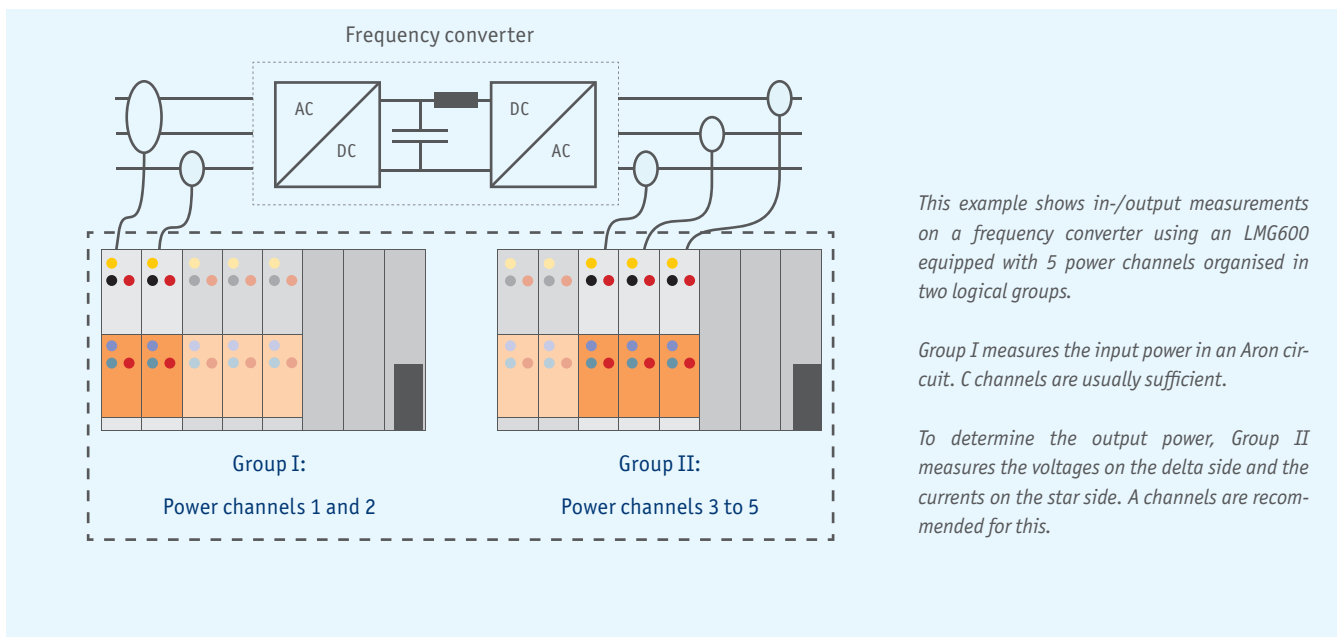 Frequency converter
AC
DC
DC
AC
This example shows in-/output measurements
on a frequency converter using an LMG600
equipped with 5 power channels organised in
two logical groups.
Group I measures the input power in an Aron cir-
cuit. C channels are usually sufficient.
To determine the output power, Group II
measures the voltages on the delta side and the
currents on the star side. A channels are recom-
mended for this.
Group I:
Power channels 1 and 2
Group II:
Power channels 3 to 5